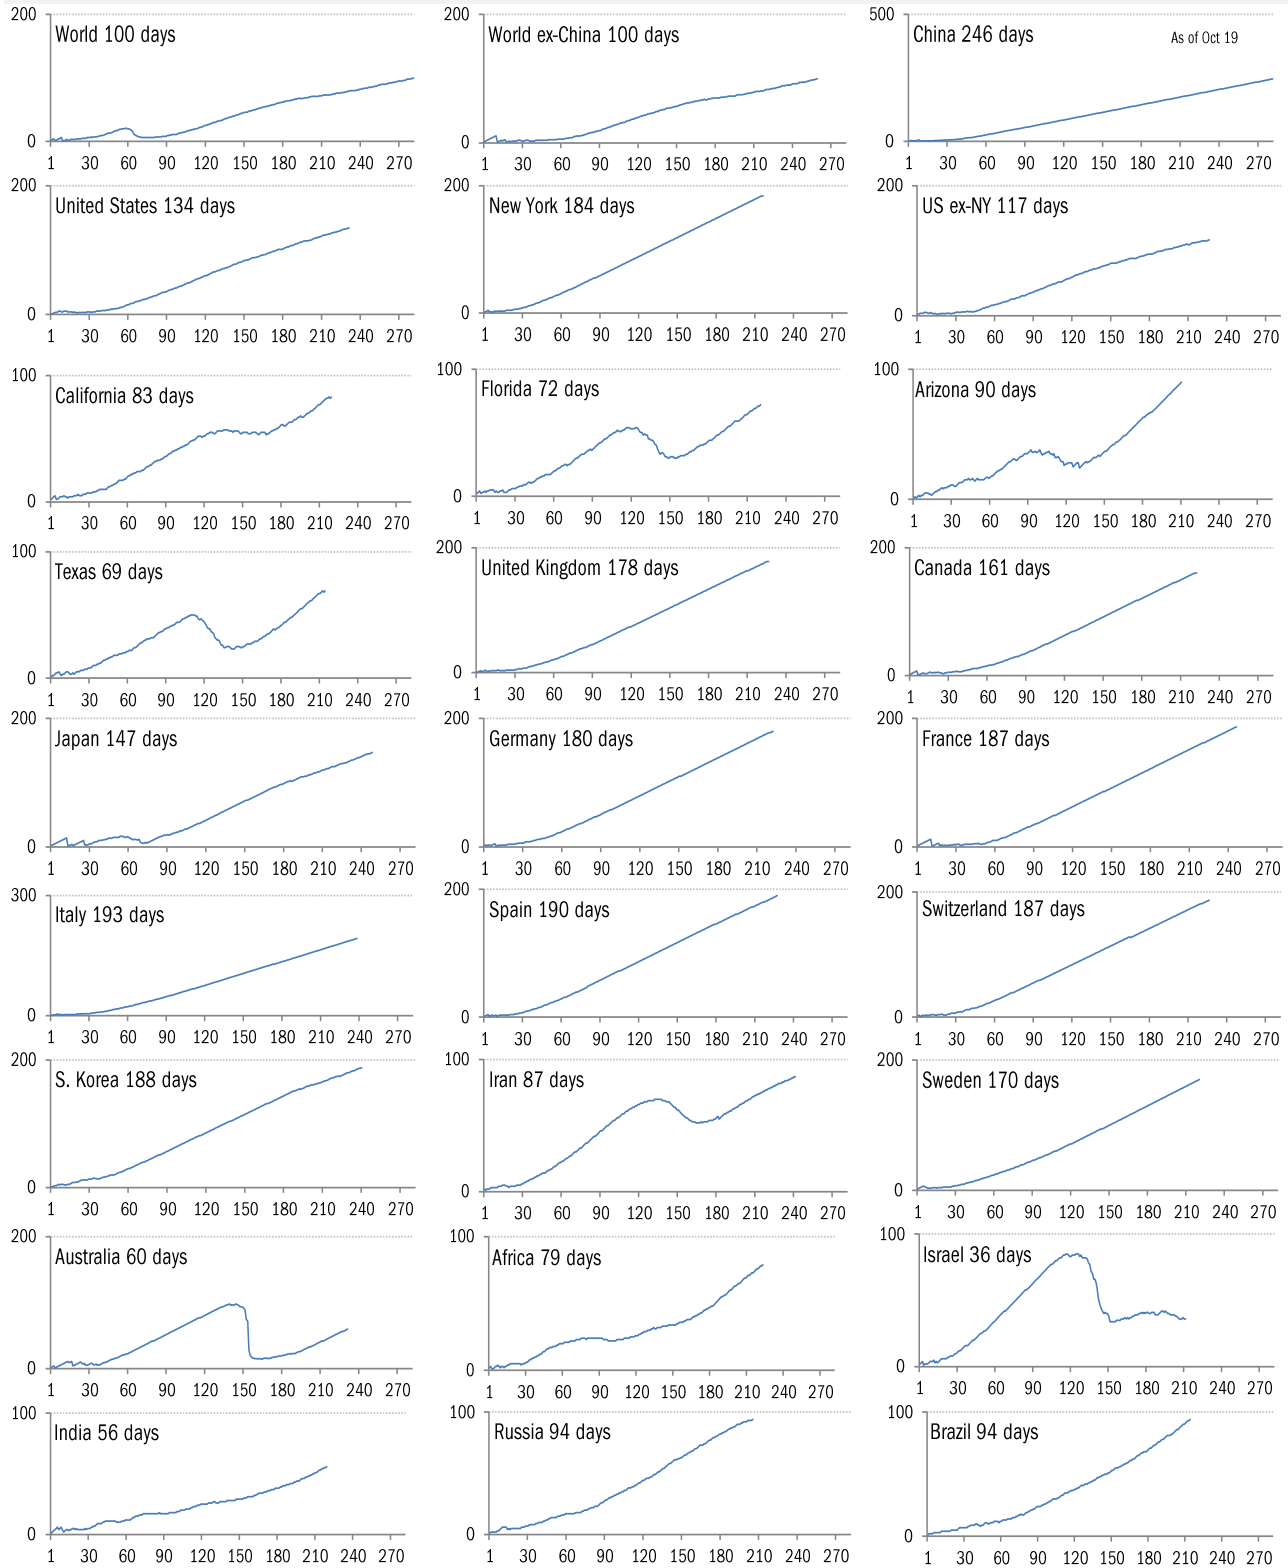 200
World 100 days
0
1 30 60 90 120 150 180 210 240 270
200
World ex-China 100 days
0
1 30 60 90 120 150 180 210 240 270
500
China 246 days
As of Oct 19
0
1 30 60 90 120 150 180 210 240 270
200
United States 134 days
0
1 30 60 90 120 150 180 210 240 270
200
New York 184 days
0
1 30 60 90 120 150 180 210 240 270
200
US ex-NY 117 days
0
1 30 60 90 120 150 180 210 240 270
100
California 83 days
0
1 30 60 90 120 150 180 210 240 270
100
Florida 72 days
0
1 30 60 90 120 150 180 210 240 270
100
Arizona 90 days
0
1 30 60 90 120 150 180 210 240 270
100
Texas 69 days
0
1 30 60 90 120 150 180 210 240 270
200
United Kingdom 178 days
0
1 30 60 90 120 150 180 210 240 270
200
Canada 161 days
0
1 30 60 90 120 150 180 210 240 270
200
Japan 147 days
0
1 30 60 90 120 150 180 210 240 270
200
Germany 180 days
0
1 30 60 90 120 150 180 210 240 270
200
France 187 days
0
1 30 60 90 120 150 180 210 240 270
300
Italy 193 days
0
1 30 60 90 120 150 180 210 240 270
200
Spain 190 days
0
1 30 60 90 120 150 180 210 240 270
200
Switzerland 187 days
0
1 30 60 90 120 150 180 210 240 270
200
S. Korea 188 days
0
1 30 60 90 120 150 180 210 240 270
100
Iran 87 days
0
1 30 60 90 120 150 180 210 240 270
200
Sweden 170 days
0
1 30 60 90 120 150 180 210 240 270
200
Australia 60 days
0
1 30 60 90 120 150 180 210 240 270
100
Africa 79 days
0
1 30 60 90 120 150 180 210 240 270
100
Israel 36 days
0
1 30 60 90 120 150 180 210 240 270
100
India 56 days
0
1 30 60 90 120 150 180 210 240 270
100
Russia 94 days
0
1 30 60 90 120 150 180 210 240 270
100
Brazil 94 days
0
1 30 60 90 120 150 180 210 240 270